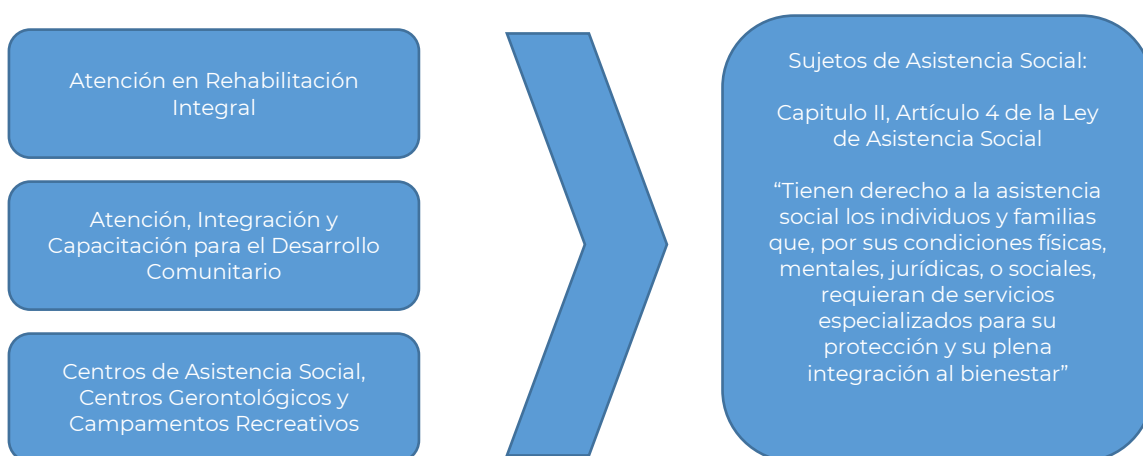 Atención en Rehabilitación
Integral
Atención, Integración y
Capacitación para el Desarrollo
Comunitario
Centros de Asistencia Social,
Centros Gerontológicos y
Campamentos Recreativos
Sujetos de Asistencia Social:
Capitulo II, Artículo 4 de la Ley
de Asistencia Social
“Tienen derecho a la asistencia
social los individuos y familias
que, por sus condiciones físicas,
mentales, jurídicas, o sociales,
requieran de servicios
especializados para su
protección y su plena
integración al bienestar”